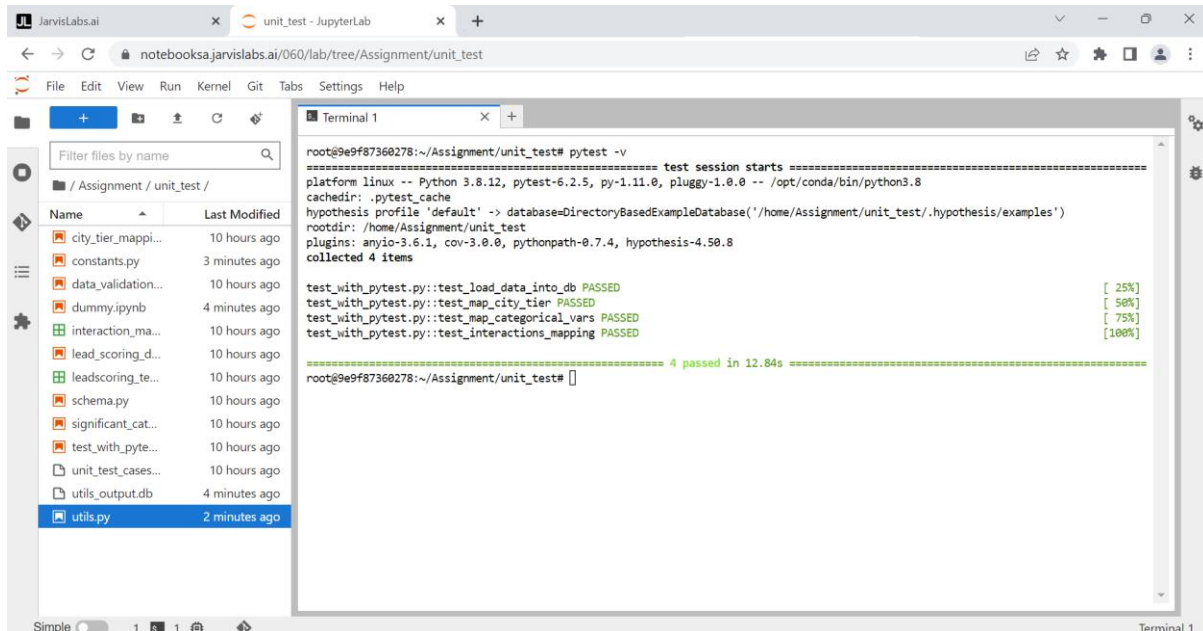 JarvisLabs.ai
unit_test - JupyterLab
notebooksa.jarvislabs.ai/060/lab/tree/Assignment/unit_test
File Edit View Run Kernel Git Tabs Settings Help
Filter files by name
/ Assignment / unit_test /
Name Last Modified
city_tier_mappi... 10 hours ago
constants.py 3 minutes ago
data_validation... 10 hours ago
dummy.ipynb 4 minutes ago
interaction_ma... 10 hours ago
lead_scoring_d... 10 hours ago
leadscoring_te... 10 hours ago
schema.py 10 hours ago
significant_cat... 10 hours ago
test_with_pyte... 10 hours ago
unit_test_cases... 10 hours ago
utils_output.db 4 minutes ago
utils.py 2 minutes ago
Terminal 1
root@9e9f87360278:~/Assignment/unit_test# pytest -v
test session starts
platform linux -- Python 3.8.12, pytest-6.2.5, py-1.11.0, pluggy-1.0.0 -- /opt/conda/bin/python3.8
cachedir: .pytest_cache
hypothesis profile 'default' -> database=DirectoryBasedExampleDatabase('/home/Assignment/unit_test/.hypothesis/examples')
rootdir: /home/Assignment/unit_test
plugins: anyio-3.6.1, cov-3.0.0, pythonpath-0.7.4, hypothesis-4.50.8
collected 4 items
test_with_pytest.py::test_load_data_into_db PASSED [ 25%]
test_with_pytest.py::test_map_city_tier PASSED [ 50%]
test_with_pytest.py::test_map_categorical_vars PASSED [ 75%]
test_with_pytest.py::test_interactions_mapping PASSED [100%]
4 passed in 12.84s
root@9e9f87360278:~/Assignment/unit_test#
Simple 1 1 Terminal 1